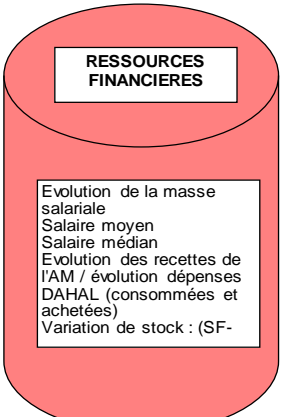 RESSOURCES
FINANCIERES
Evolution de la masse
salariale
Salaire moyen
Salaire médian
Evolution des recettes de
l'AM / évolution dépenses
DAHAL (consommées et
achetées)
Variation de stock : (SF-